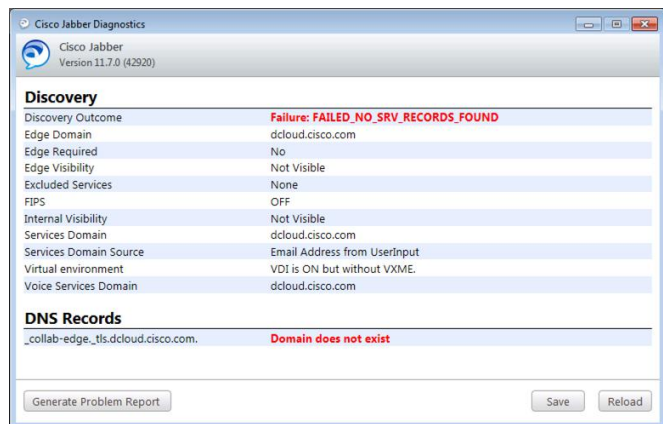 Cisco Jabber Diagnostics
Cisco Jabber
Version 11.7.0 (42920)
Discovery
Discovery Outcome Failure: FAILED_NO_SRV_RECORDS_FOUND
Edge Domain dcloud.cisco.com
Edge Required No
Edge Visibility Not Visible
Excluded Services None
FIPS OFF
Internal Visibility Not Visible
Services Domain dcloud.cisco.com
Services Domain Source Email Address from UserInput
Virtual environment VDI is ON but without VXME.
Voice Services Domain dcloud.cisco.com
DNS Records
_collab-edge._tls.dcloud.cisco.com. Domain does not exist
Generate Problem Report Save Reload